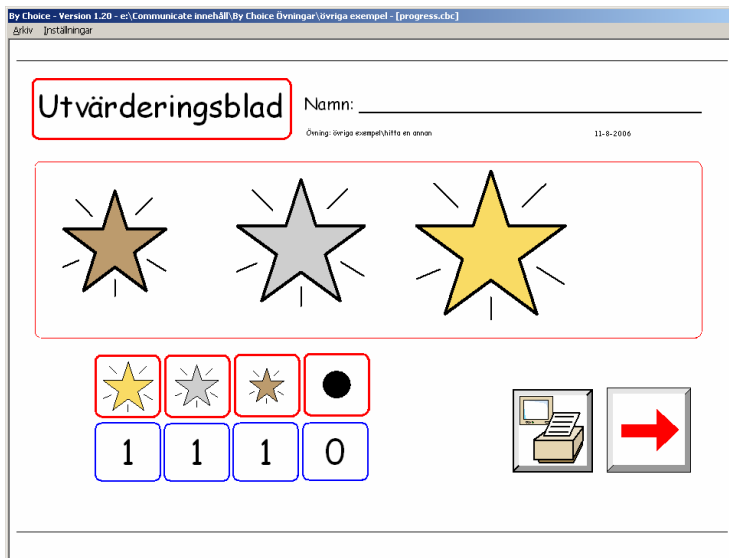 By Choice - Version 1.20 - e:\Communicate innehåll\By Choice Övningar\övriga exempel - [progress.cbc]
Arkiv Inställningar
Utvärderingsblad
Namn:
Övning: övriga exempel\hitta en annan 11-8-2006
1 1 1 0